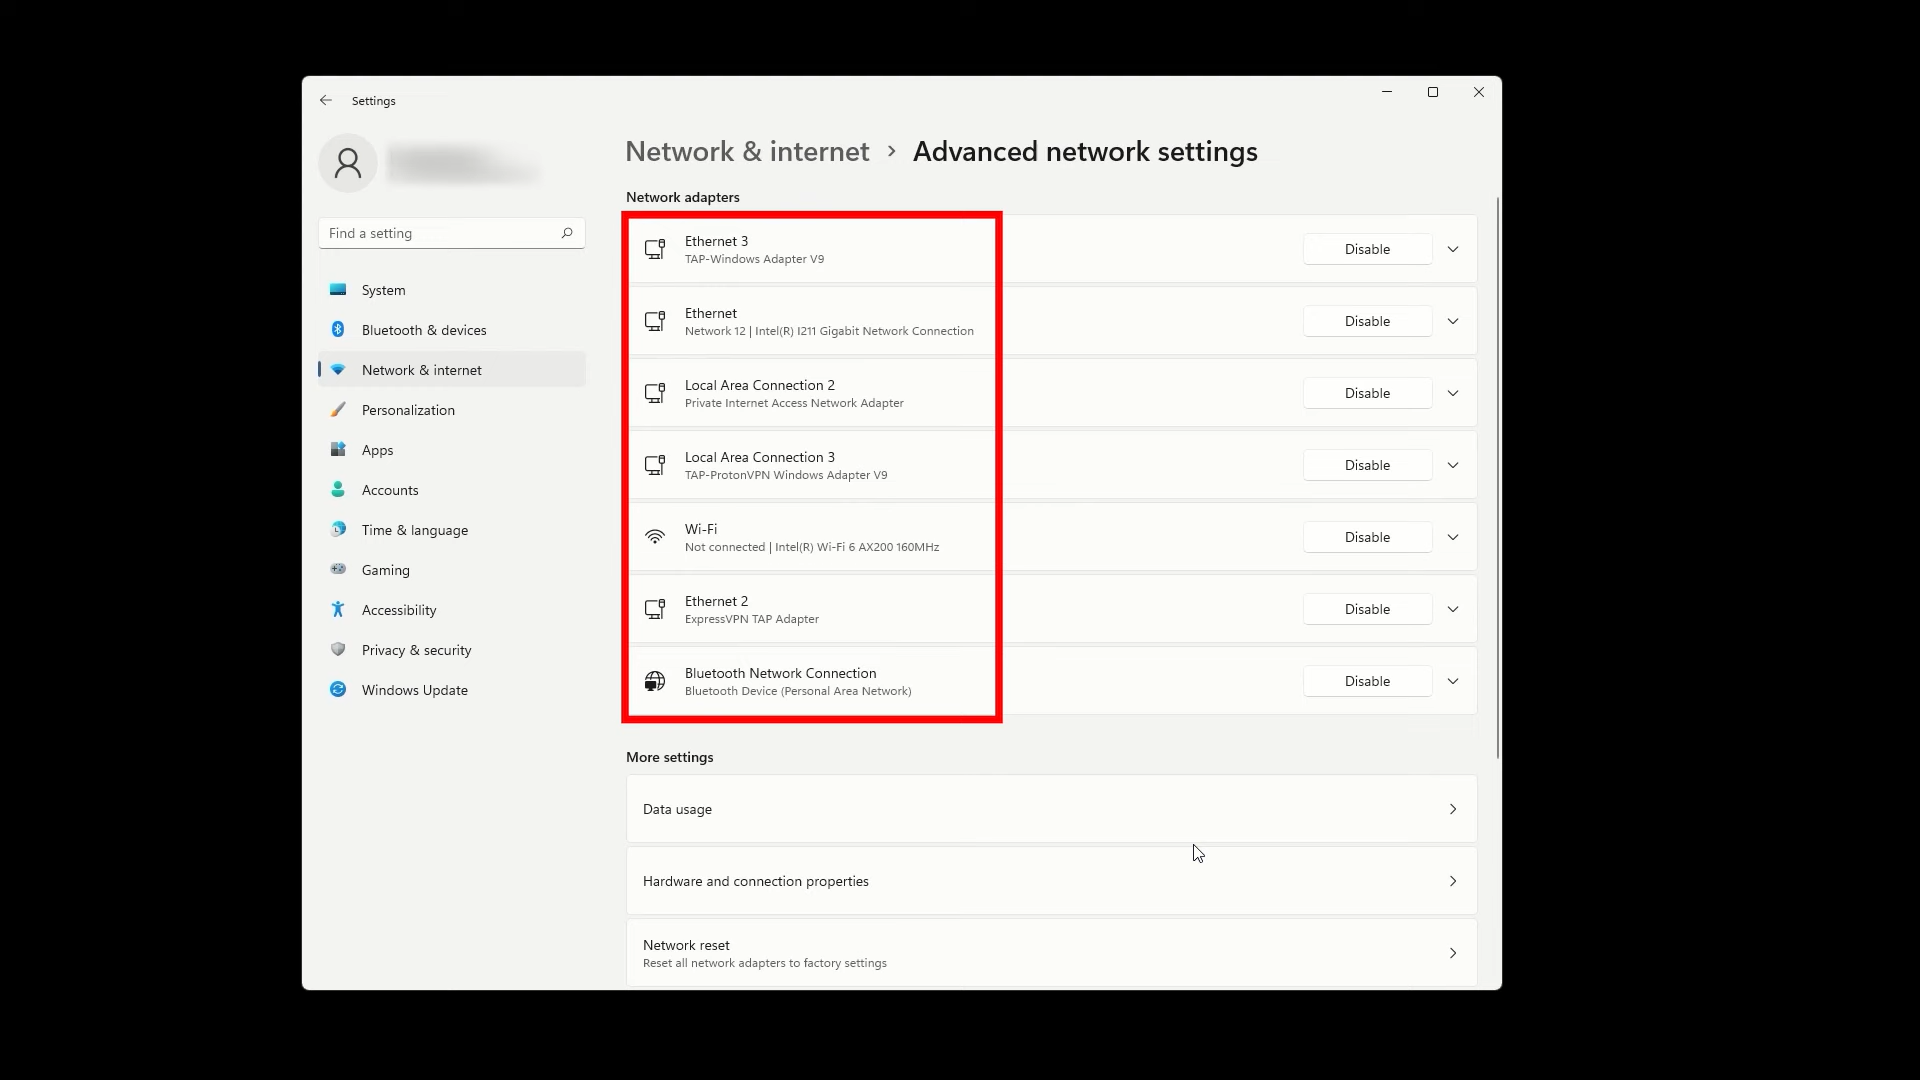 Settings
Find a setting
System
Bluetooth & devices
Network & internet
Personalization
Apps
Accounts
Time & language
Gaming
Accessibility
Privacy & security
Windows Update
Network & internet > Advanced network settings
Network adapters
Ethernet 3
TAP-Windows Adapter V9
Disable
Ethernet
Network 12 | Intel(R) I211 Gigabit Network Connection
Disable
Local Area Connection 2
Private Internet Access Network Adapter
Disable
Local Area Connection 3
TAP-ProtonVPN Windows Adapter V9
Disable
Wi-Fi
Not connected | Intel(R) Wi-Fi 6 AX200 160MHz
Disable
Ethernet 2
ExpressVPN TAP Adapter
Disable
Bluetooth Network Connection
Bluetooth Device (Personal Area Network)
Disable
More settings
Data usage
Hardware and connection properties
Network reset
Reset all network adapters to factory settings